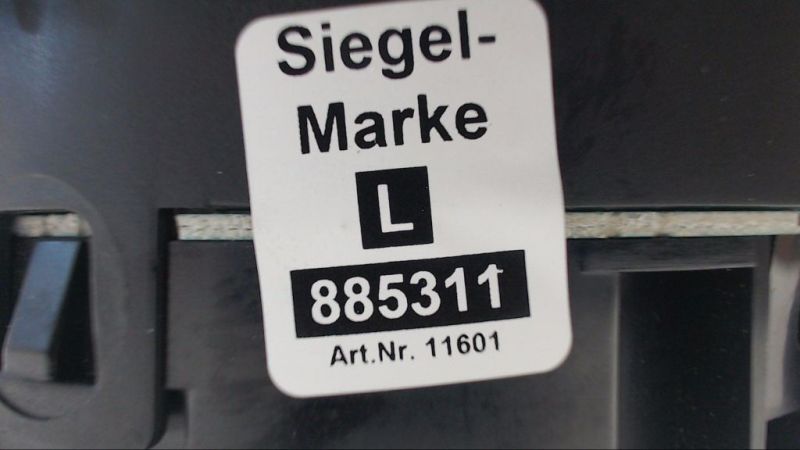 Siegel-
Marke
L
885311
Art.Nr. 11601